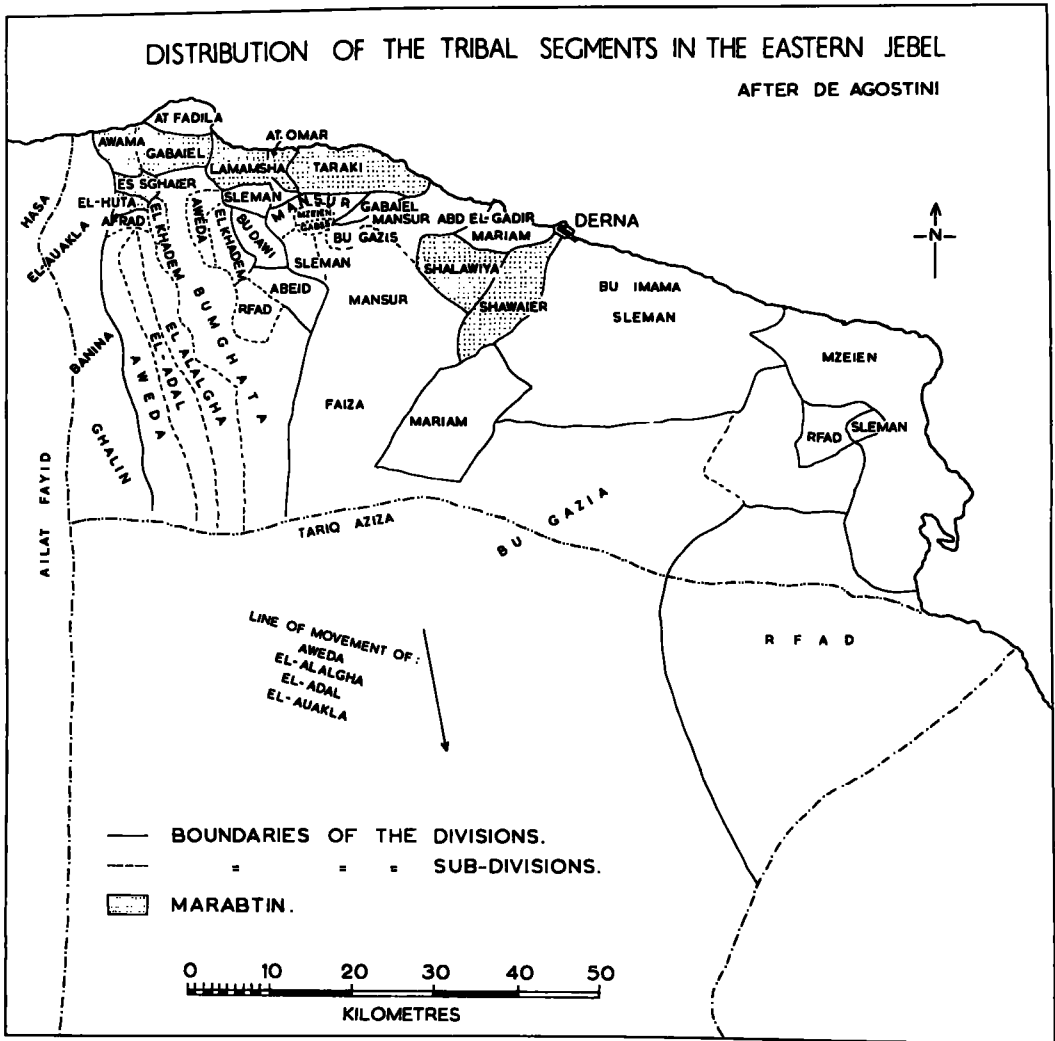 DISTRIBUTION OF THE TRIBAL SEGMENTS IN THE EASTERN JEBEL
AFTER DE AGOSTINI
AT FADILA
AWAMA
GABAIEL
AT OMAR
LAMAMSHA
TARAKI
ES SGHAIER
HASA
EL-HUTA
AFRAD
EL KHADEM
AWEDA
EL KHADEM
SLEMAN
BU DAWI
MANSUR
MZEIEN
GABAIEL
MANSUR
ABD EL-GADIR
MARIAM
DERNA
N
BU GAZIS
SLEMAN
EL-AUAKLA
SHALAWIYA
SHAWAIER
ABEID
RFAD
BUMGHATA
MANSUR
BU IMAMA
SLEMAN
BANINA
AWEDA
EL-ADAL
EL ALALGHA
MZEIEN
FAIZA
MARIAM
RFAD
SLEMAN
GHALIN
AILAT FAYID
TARIQ AZIZA
BU GAZIA
RFAD
LINE OF MOVEMENT OF:
AWEDA
EL-ALALGHA
EL-ADAL
EL-AUAKLA
BOUNDARIES OF THE DIVISIONS.
" " " SUB-DIVISIONS.
MARABTIN.
0 10 20 30 40 50
KILOMETRES